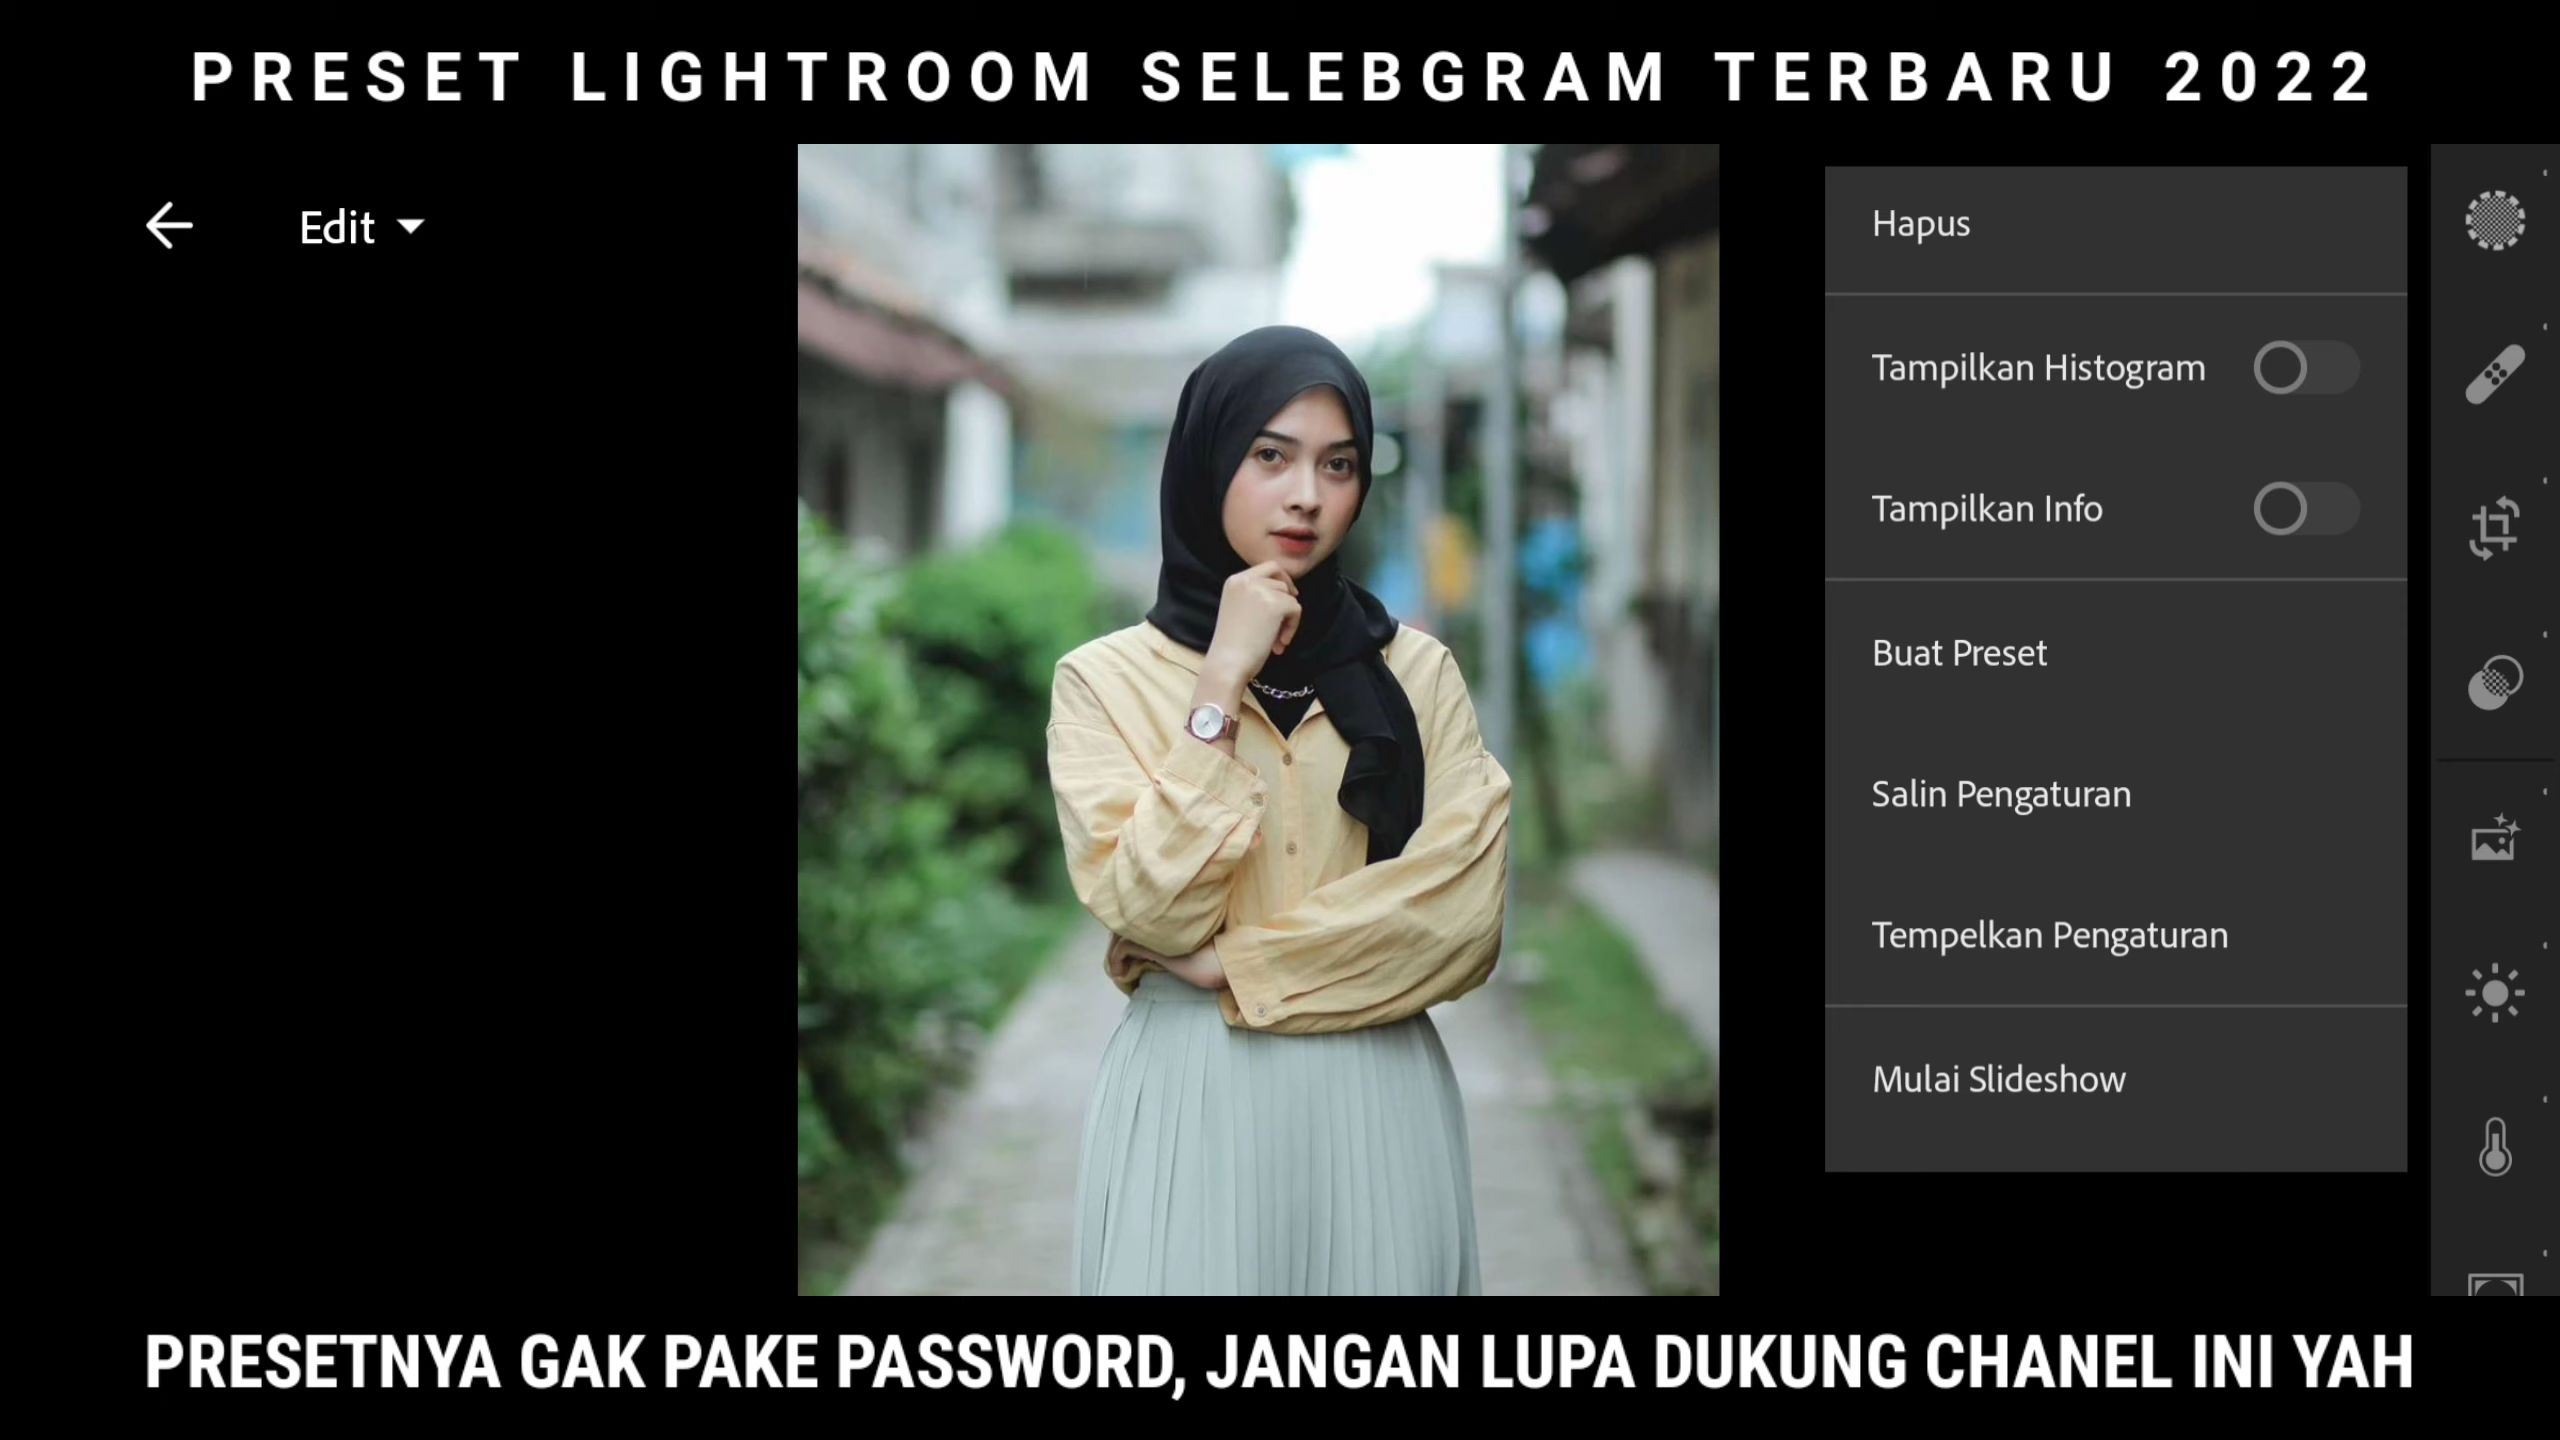 PRESET LIGHTROOM SELEBGRAM TERBARU 2022
Edit
Hapus
Tampilkan Histogram
Tampilkan Info
Buat Preset
Salin Pengaturan
Tempelkan Pengaturan
Mulai Slideshow
PRESETNYA GAK PAKE PASSWORD, JANGAN LUPA DUKUNG CHANEL INI YAH